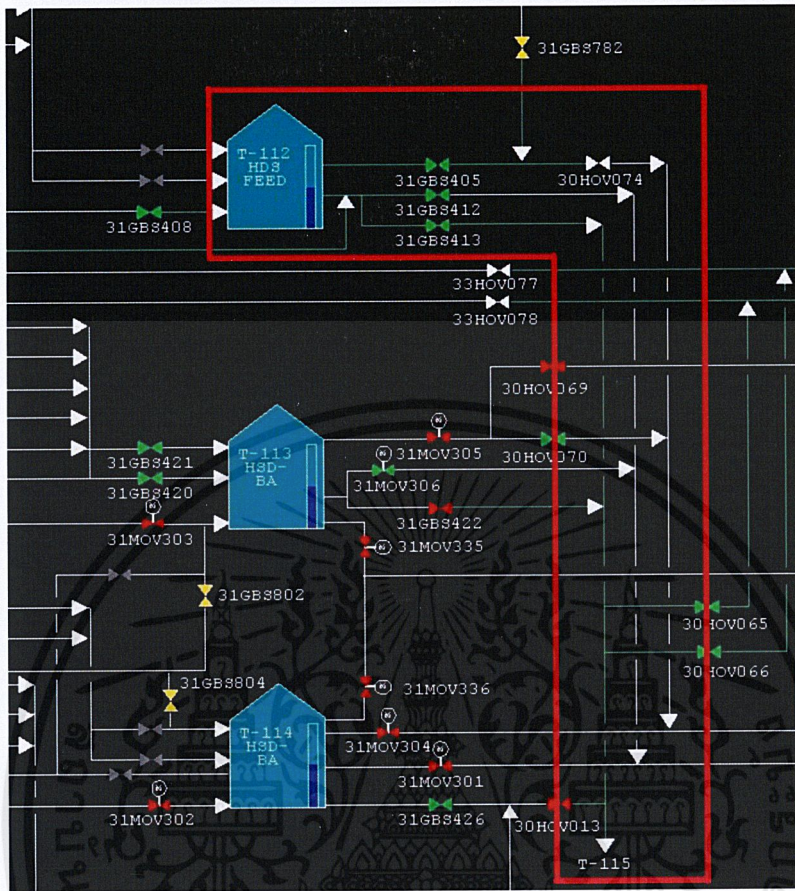 31GBS782
T-112
HDS
FEED
31GBS405
30HOV074
31GBS412
31GBS408
31GBS413
33HOV077
33HOV078
30HOV069
31GBS421
T-113
HSD-
BA
31MOV305
30HOV070
31GBS420
31MOV306
31MOV303
31GBS422
31MOV335
31GBS802
30HOV065
30HOV066
31GBS804
31MOV336
T-114
HSD-
BA
31MOV304
31MOV301
31MOV302
31GBS426
30HOV013
T-115